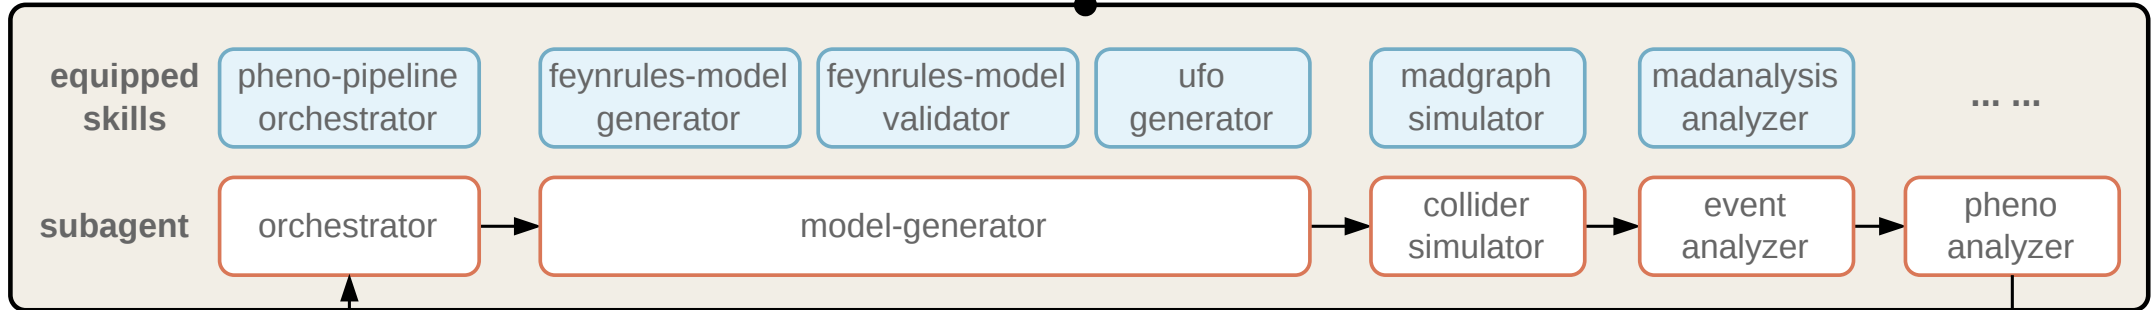 equipped
skills
pheno-pipeline
orchestrator
feynrules-model
generator
feynrules-model
validator
ufo
generator
madgraph
simulator
madanalysis
analyzer
... ...
subagent
orchestrator
model-generator
collider
simulator
event
analyzer
pheno
analyzer